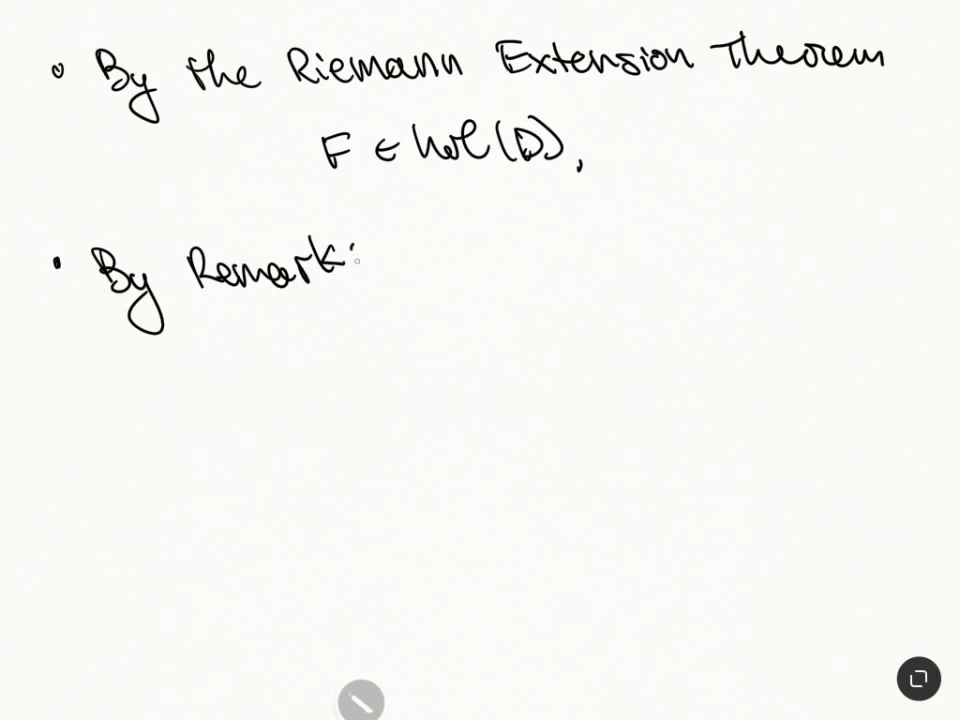 • By the Riemann Extension Theorem
F ∈ Hol(D),
• By Remark: